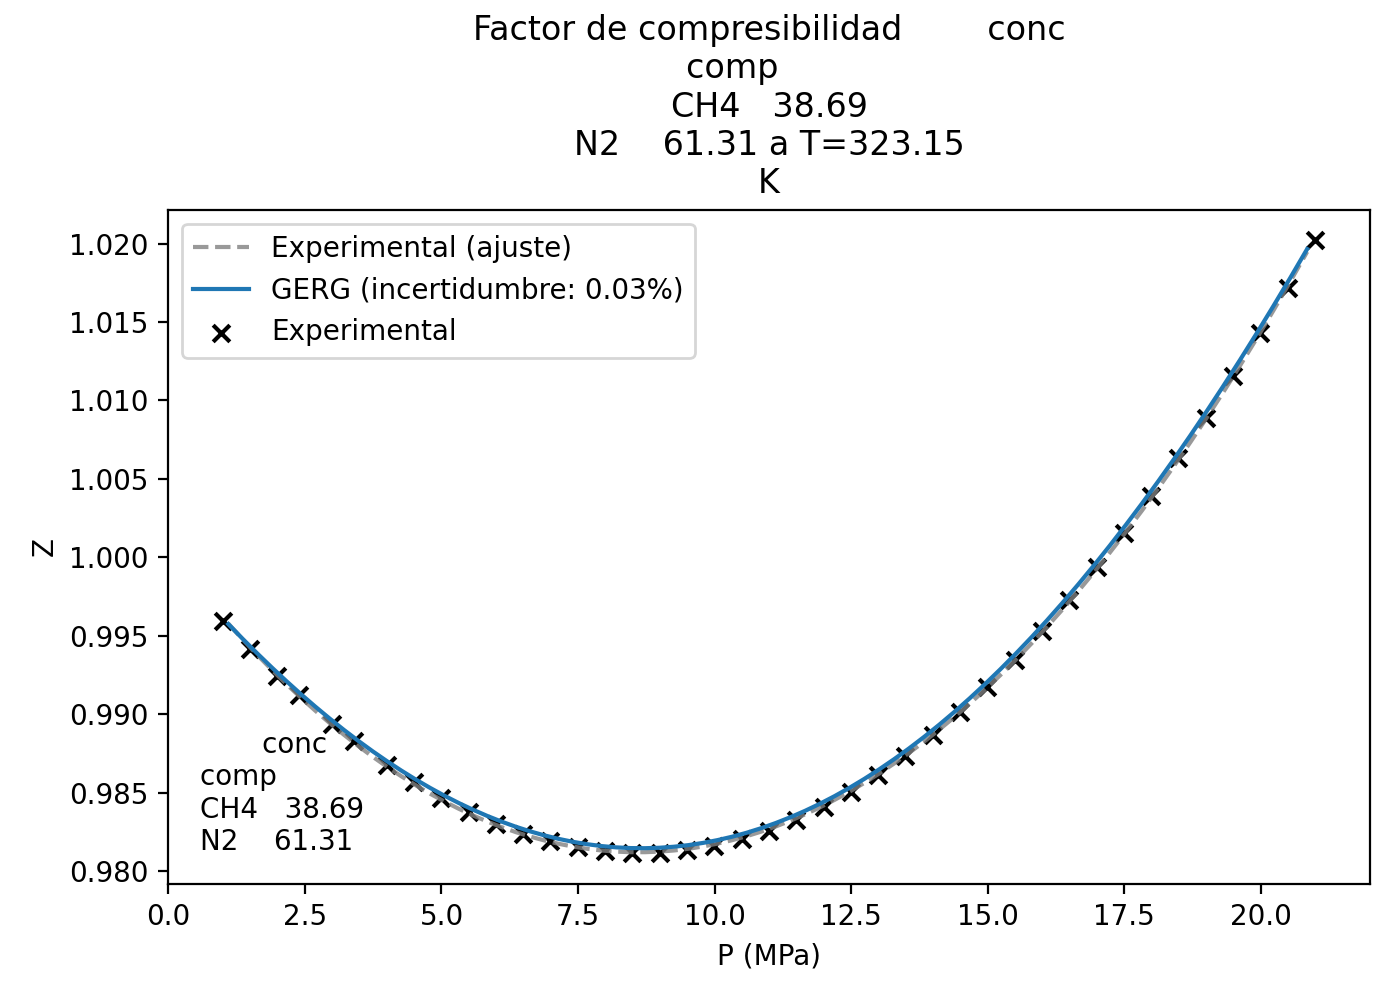 Factor de compresibilidad conc
comp
CH4 38.69
N2 61.31 a T=323.15
K
Experimental (ajuste)
GERG (incertidumbre: 0.03%)
Experimental
1.020
1.015
1.010
1.005
1.000
0.995
0.990
0.985
0.980
Z
conc
comp
CH4 38.69
N2 61.31
0.0 2.5 5.0 7.5 10.0 12.5 15.0 17.5 20.0
P (MPa)